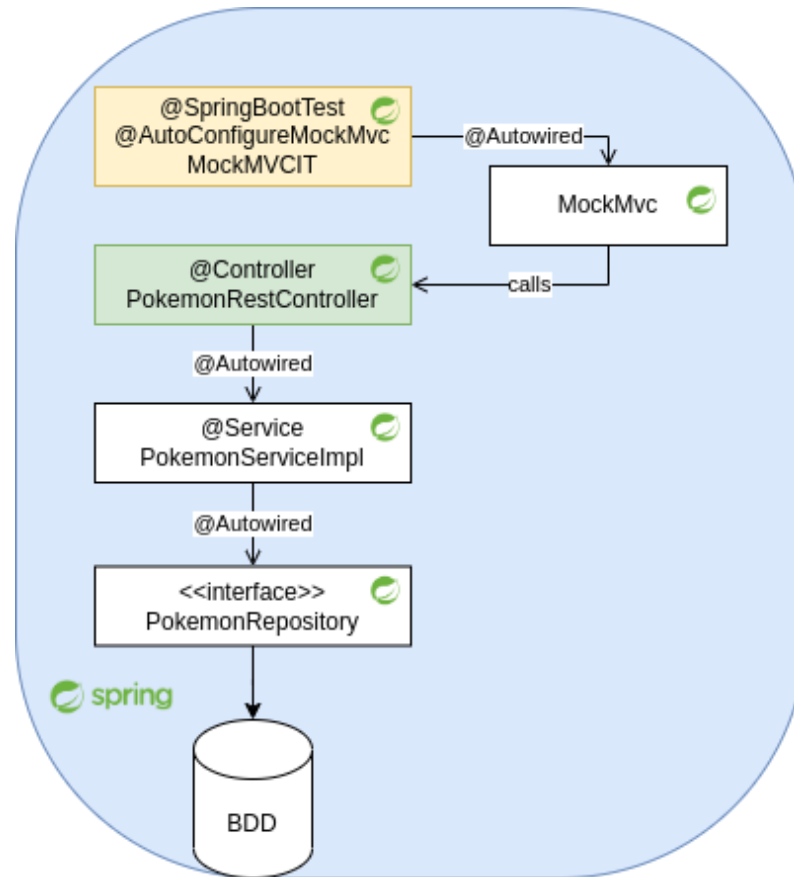 @SpringBootTest
@AutoConfigureMockMvc
MockMVCIT
@Autowired
MockMvc
calls
@Controller
PokemonRestController
@Autowired
@Service
PokemonServiceImpl
@Autowired
<<interface>>
PokemonRepository
spring
BDD